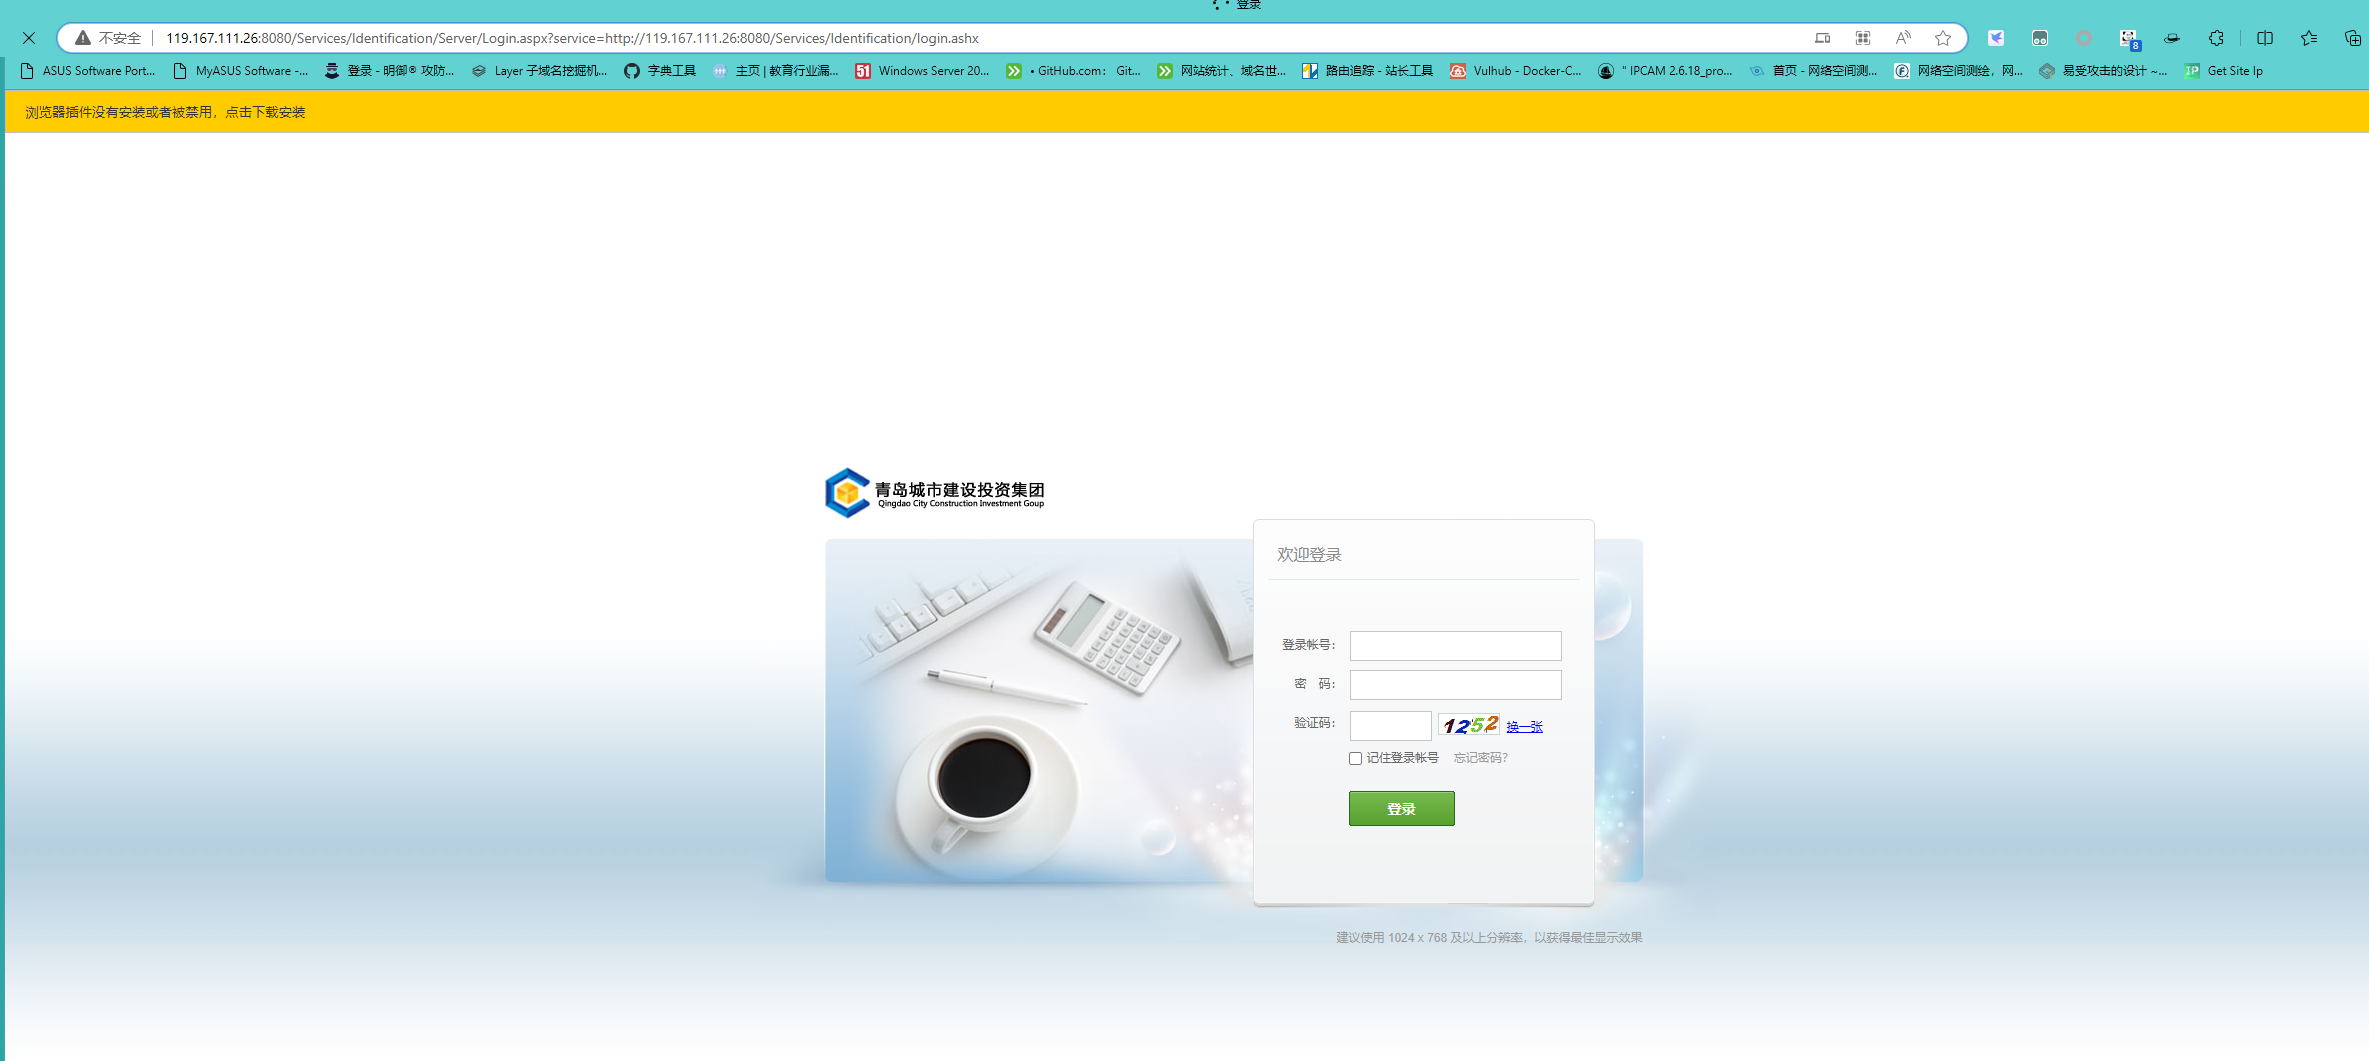 登录
不安全 119.167.111.26:8080/Services/Identification/Server/Login.aspx?service=http://119.167.111.26:8080/Services/Identification/login.ashx
8
ASUS Software Port... MyASUS Software -... 登录 - 明御® 攻防... Layer 子域名挖掘机... 字典工具 主页 | 教育行业漏... 51 Windows Server 20... • GitHub.com： Git... 网站统计、域名世... 路由追踪 - 站长工具 Vulhub - Docker-C... " IPCAM 2.6.18_pro... 首页 - 网络空间测... 网络空间测绘，网... 易受攻击的设计 ~... IP Get Site Ip
浏览器插件没有安装或者被禁用，点击下载安装
青岛城市建设投资集团
Qingdao City Construction Investment Goup
欢迎登录
登录帐号：
密 码：
验证码： 1252 换一张
记住登录帐号 忘记密码?
登录
建议使用 1024 x 768 及以上分辨率，以获得最佳显示效果